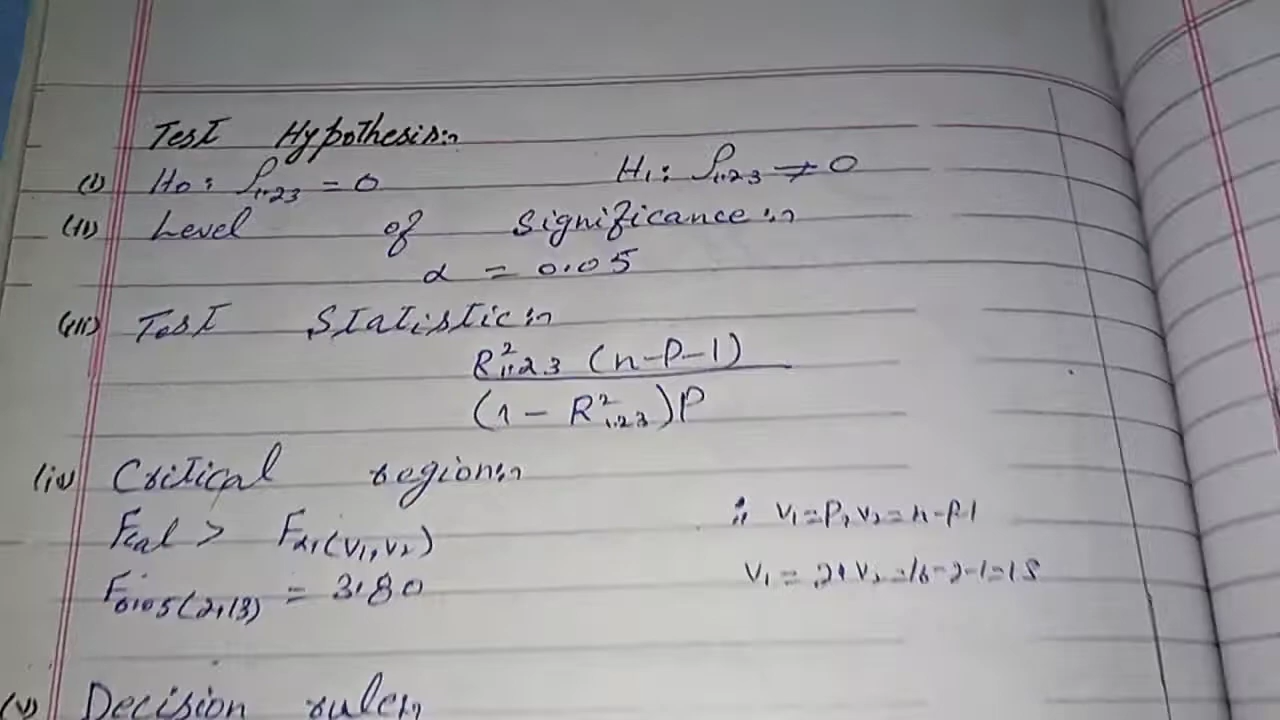 Test Hypothesis:
(i) H₀: ρ₁.₂₃ = 0 H₁: ρ₁.₂₃ ≠ 0
(ii) Level of Significance:
α = 0.05
(iii) Test Statistic:
R²₁.₂₃ (n-P-1)
(1 - R²₁.₂₃)P
(iv) Critical region:
Fcal > Fα,(v₁,v₂) ∴ v₁=P, v₂=n-P-1
F0.05(2,13) = 3.80 v₁ = 2, v₂ =16-2-1=13
(v) Decision rule: